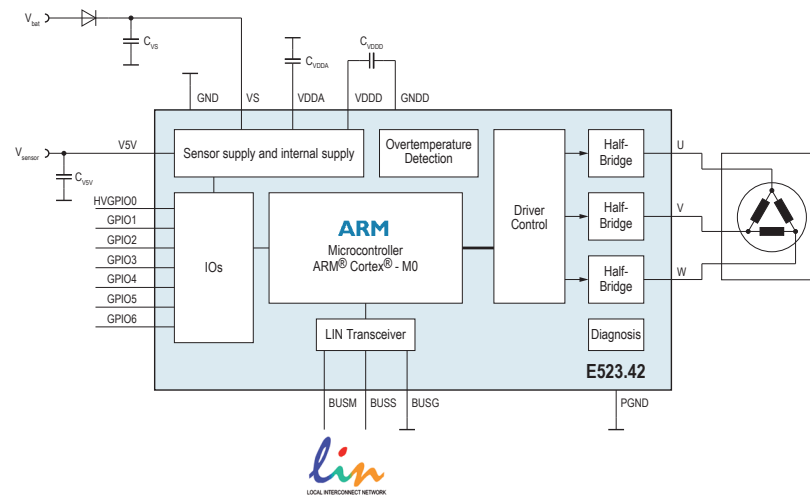 Vbat
CVS
CVDDA
CVDDD
GND
VS
VDDA
VDDD
GNDD
Vsensor
V5V
CV5V
Sensor supply and internal supply
Overtemperature
Detection
Half-
Bridge
U
HVGPIO0
GPIO1
GPIO2
GPIO3
GPIO4
GPIO5
GPIO6
IOs
ARM
Microcontroller
ARM® Cortex® - M0
Driver
Control
Half-
Bridge
V
Half-
Bridge
W
LIN Transceiver
Diagnosis
E523.42
BUSM
BUSS
BUSG
PGND
lin
LOCAL INTERCONNECT NETWORK